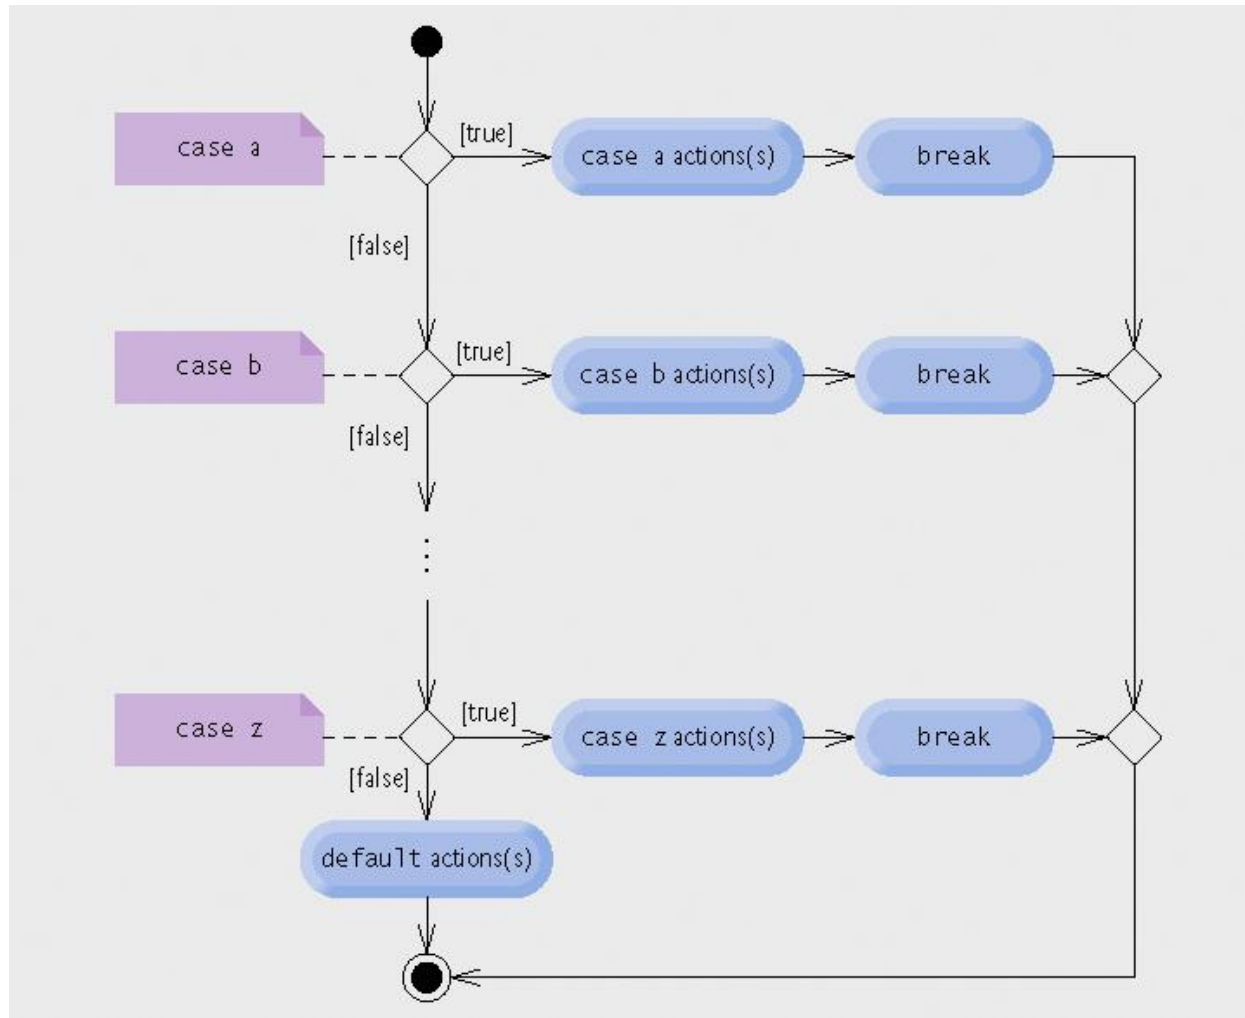 case a
[true]
case a actions(s)
break
[false]
case b
[true]
case b actions(s)
break
[false]
case z
[true]
case z actions(s)
break
[false]
default actions(s)